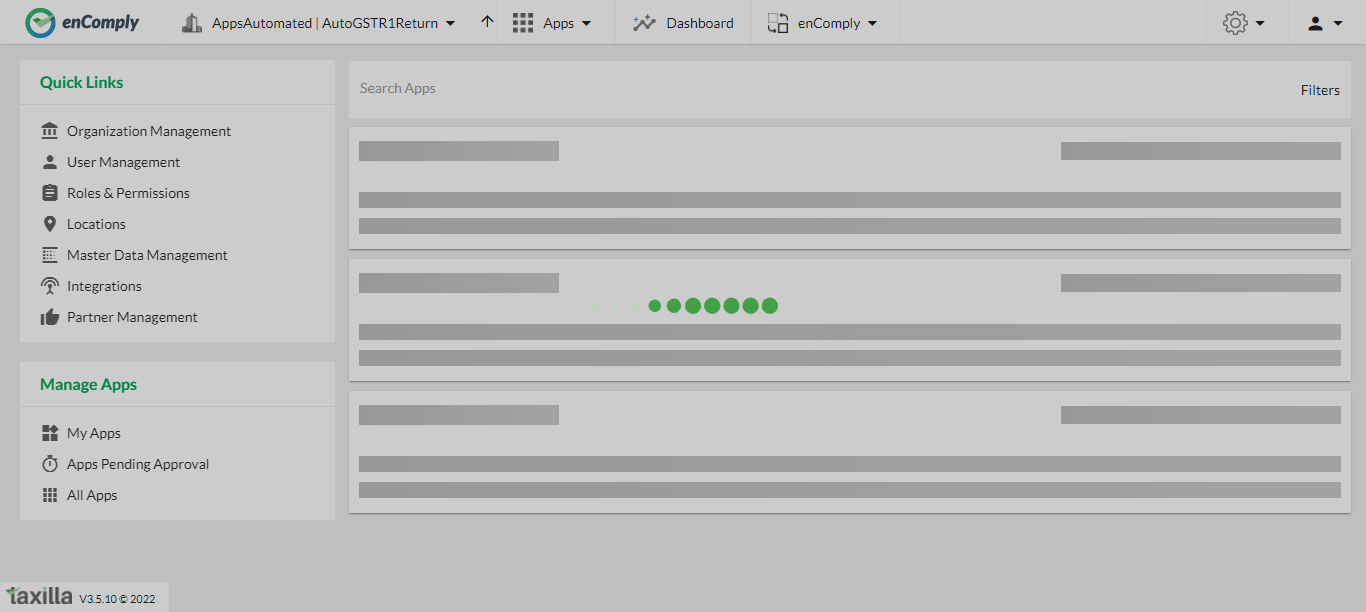 enComply
AppsAutomated | AutoGSTR1Return
Apps
Dashboard
enComply
Quick Links
Organization Management
User Management
Roles & Permissions
Locations
Master Data Management
Integrations
Partner Management
Manage Apps
My Apps
Apps Pending Approval
All Apps
Search Apps
Filters
taxilla V3.5.10 © 2022